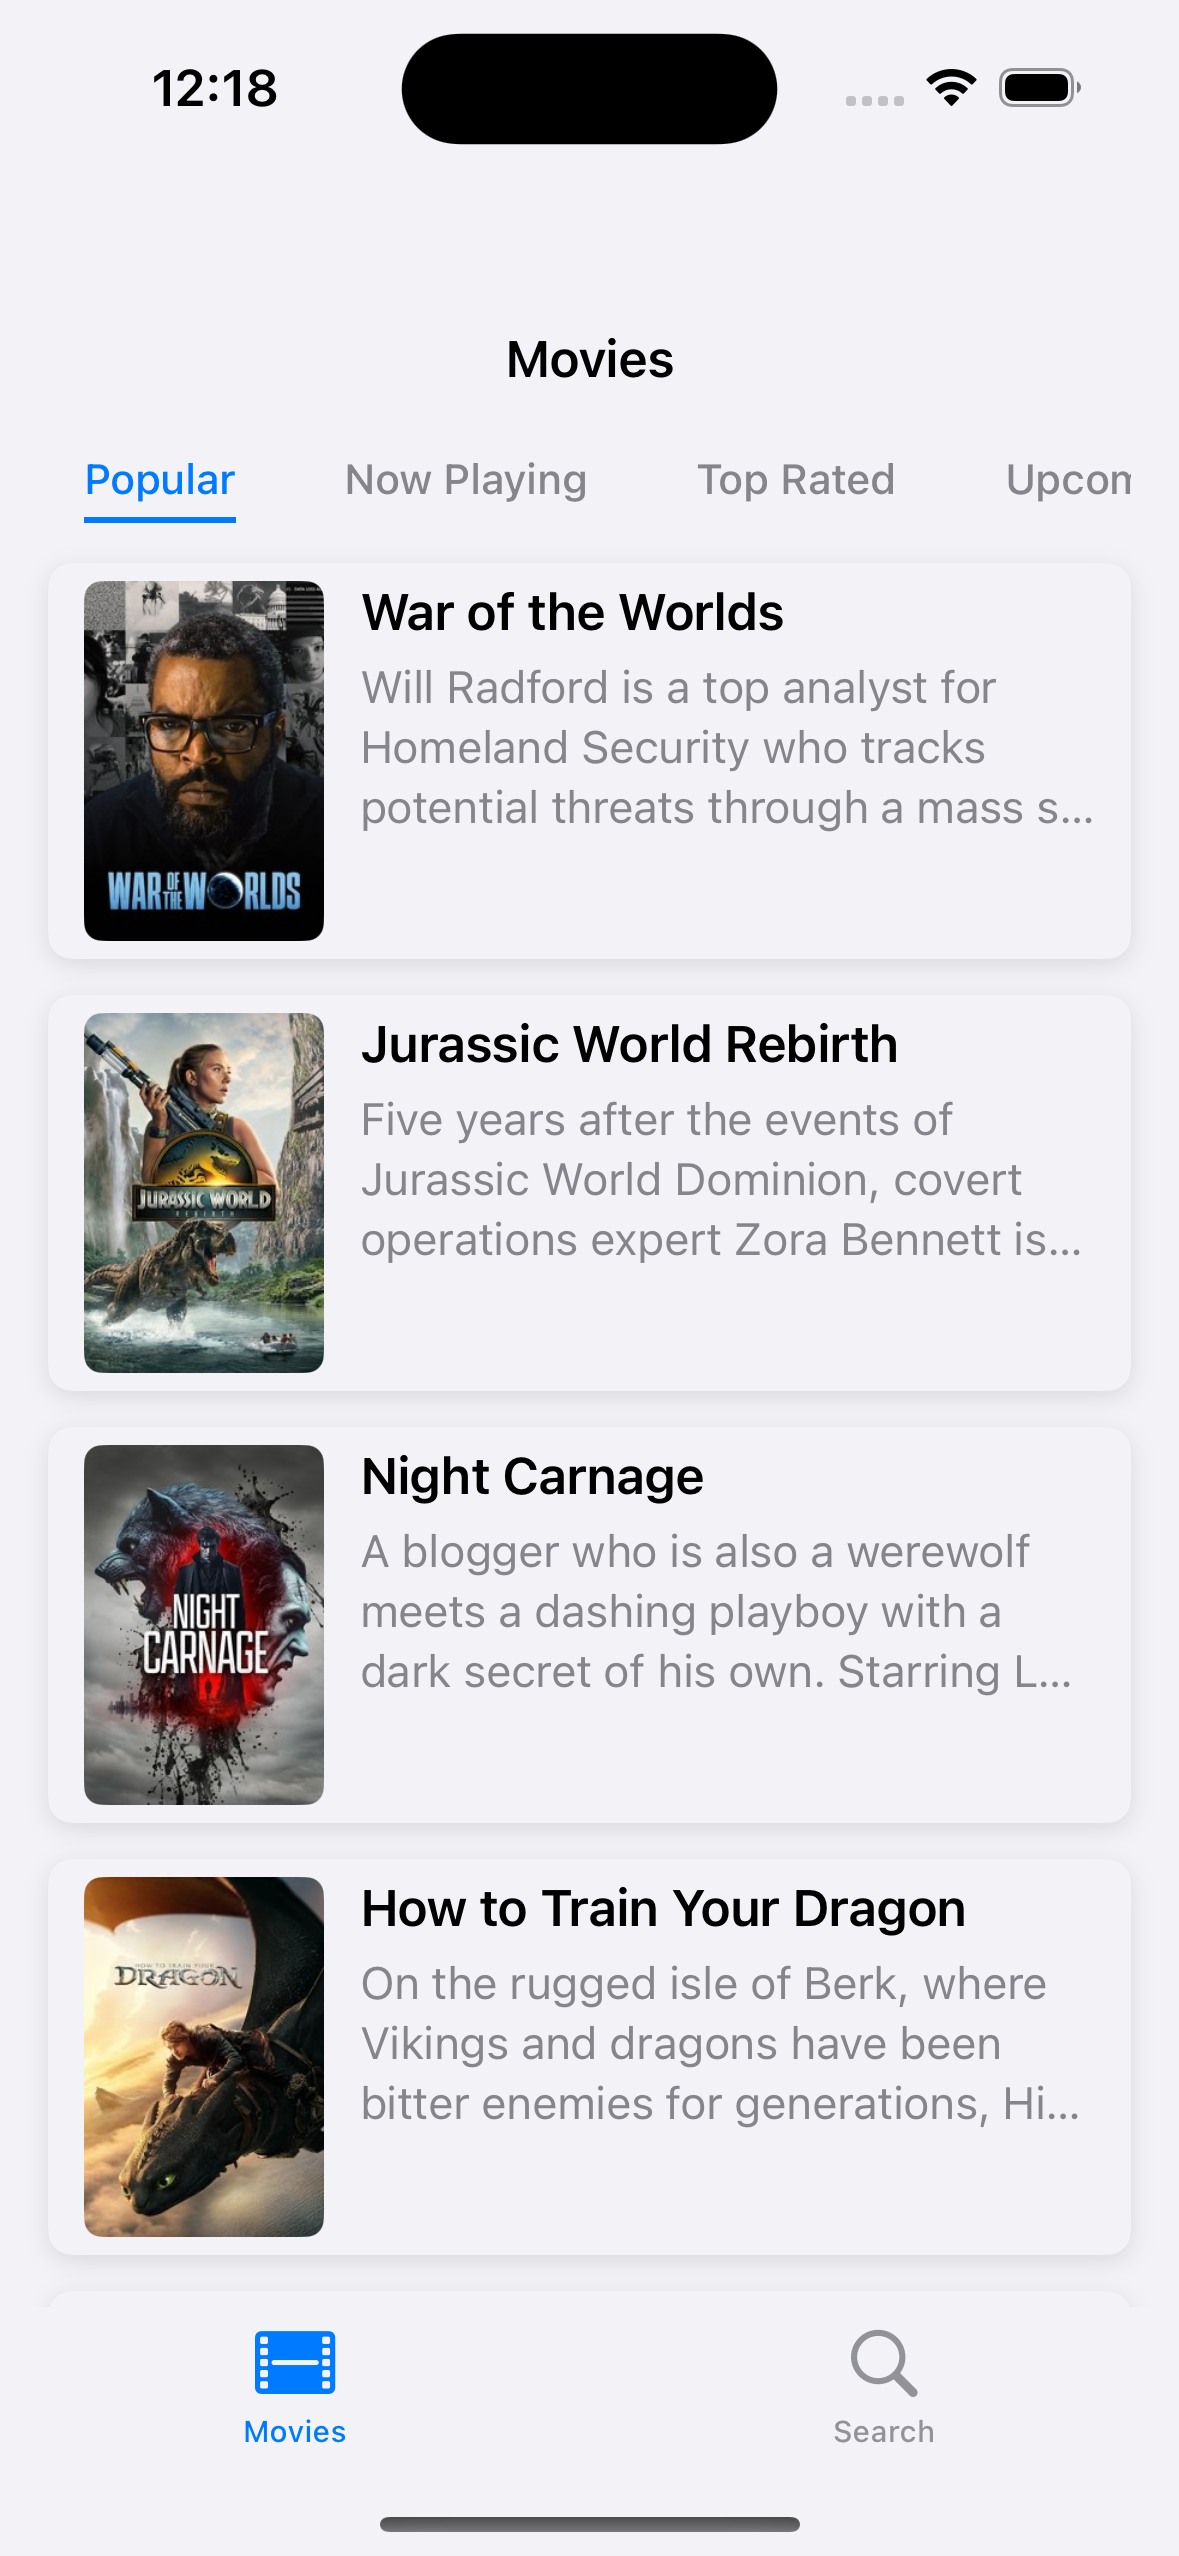 12:18
Movies
Popular
Now Playing
Top Rated
Upcom
War of the Worlds
Will Radford is a top analyst for
Homeland Security who tracks
potential threats through a mass s...
WAR OF THE WORLDS
Jurassic World Rebirth
Five years after the events of
Jurassic World Dominion, covert
operations expert Zora Bennett is...
JURASSIC WORLD
REBIRTH
Night Carnage
A blogger who is also a werewolf
meets a dashing playboy with a
dark secret of his own. Starring L...
NIGHT
CARNAGE
How to Train Your Dragon
On the rugged isle of Berk, where
Vikings and dragons have been
bitter enemies for generations, Hi...
HOW TO TRAIN YOUR
DRAGON
Movies
Search